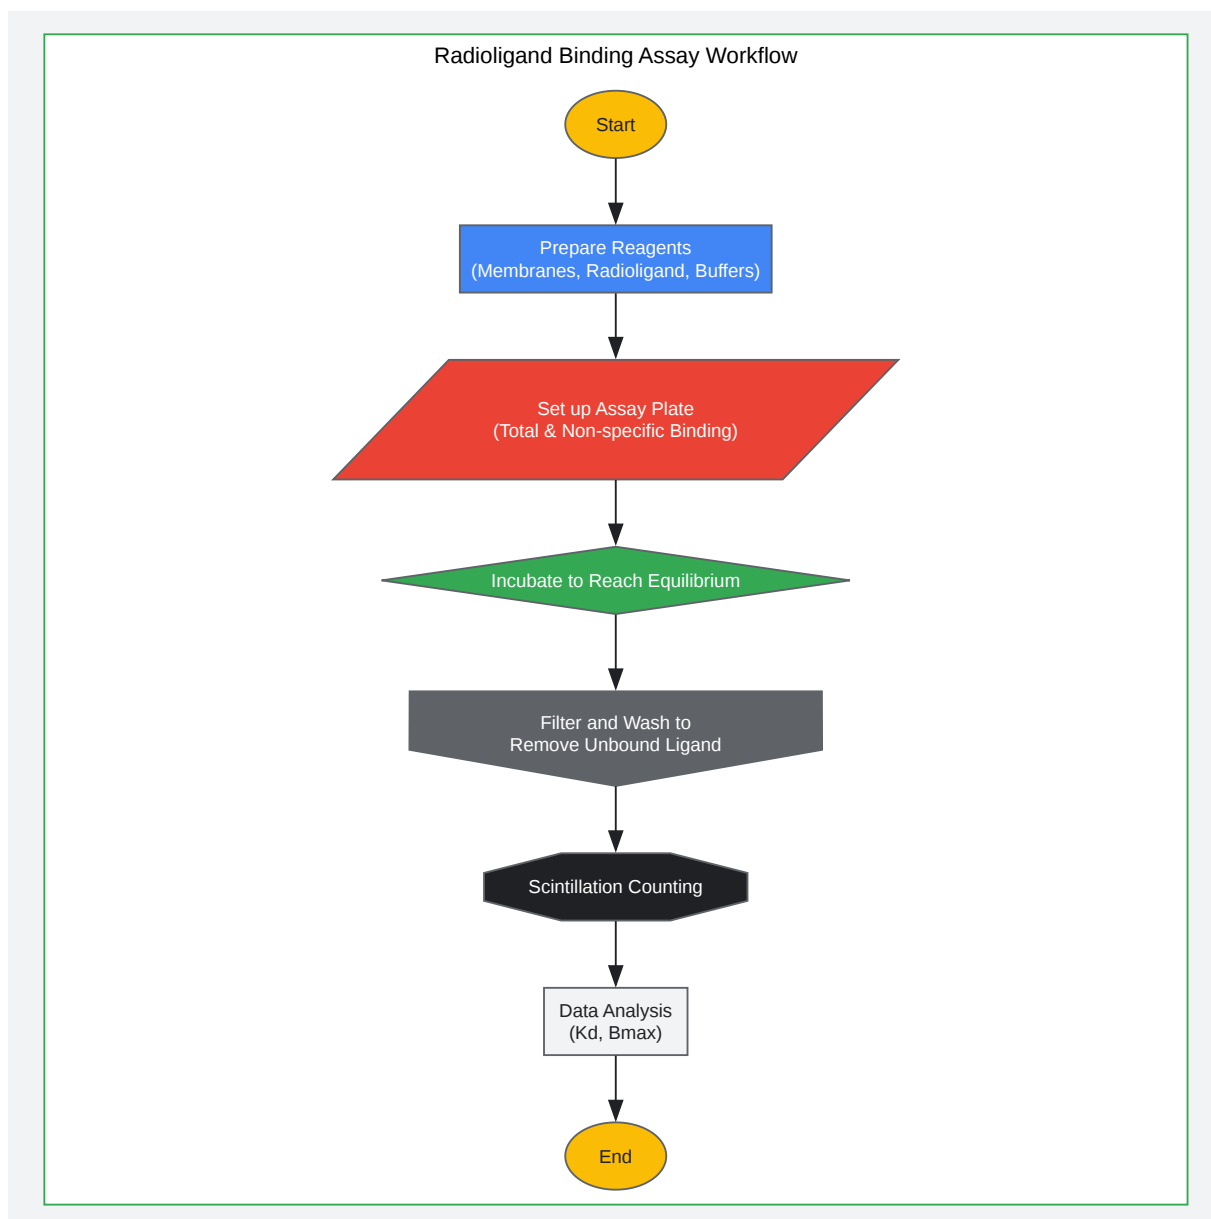 Radioligand Binding Assay Workflow
Start
Prepare Reagents
(Membranes, Radioligand, Buffers)
Set up Assay Plate
(Total & Non-specific Binding)
Incubate to Reach Equilibrium
Filter and Wash to
Remove Unbound Ligand
Scintillation Counting
Data Analysis
(Kd, Bmax)
End